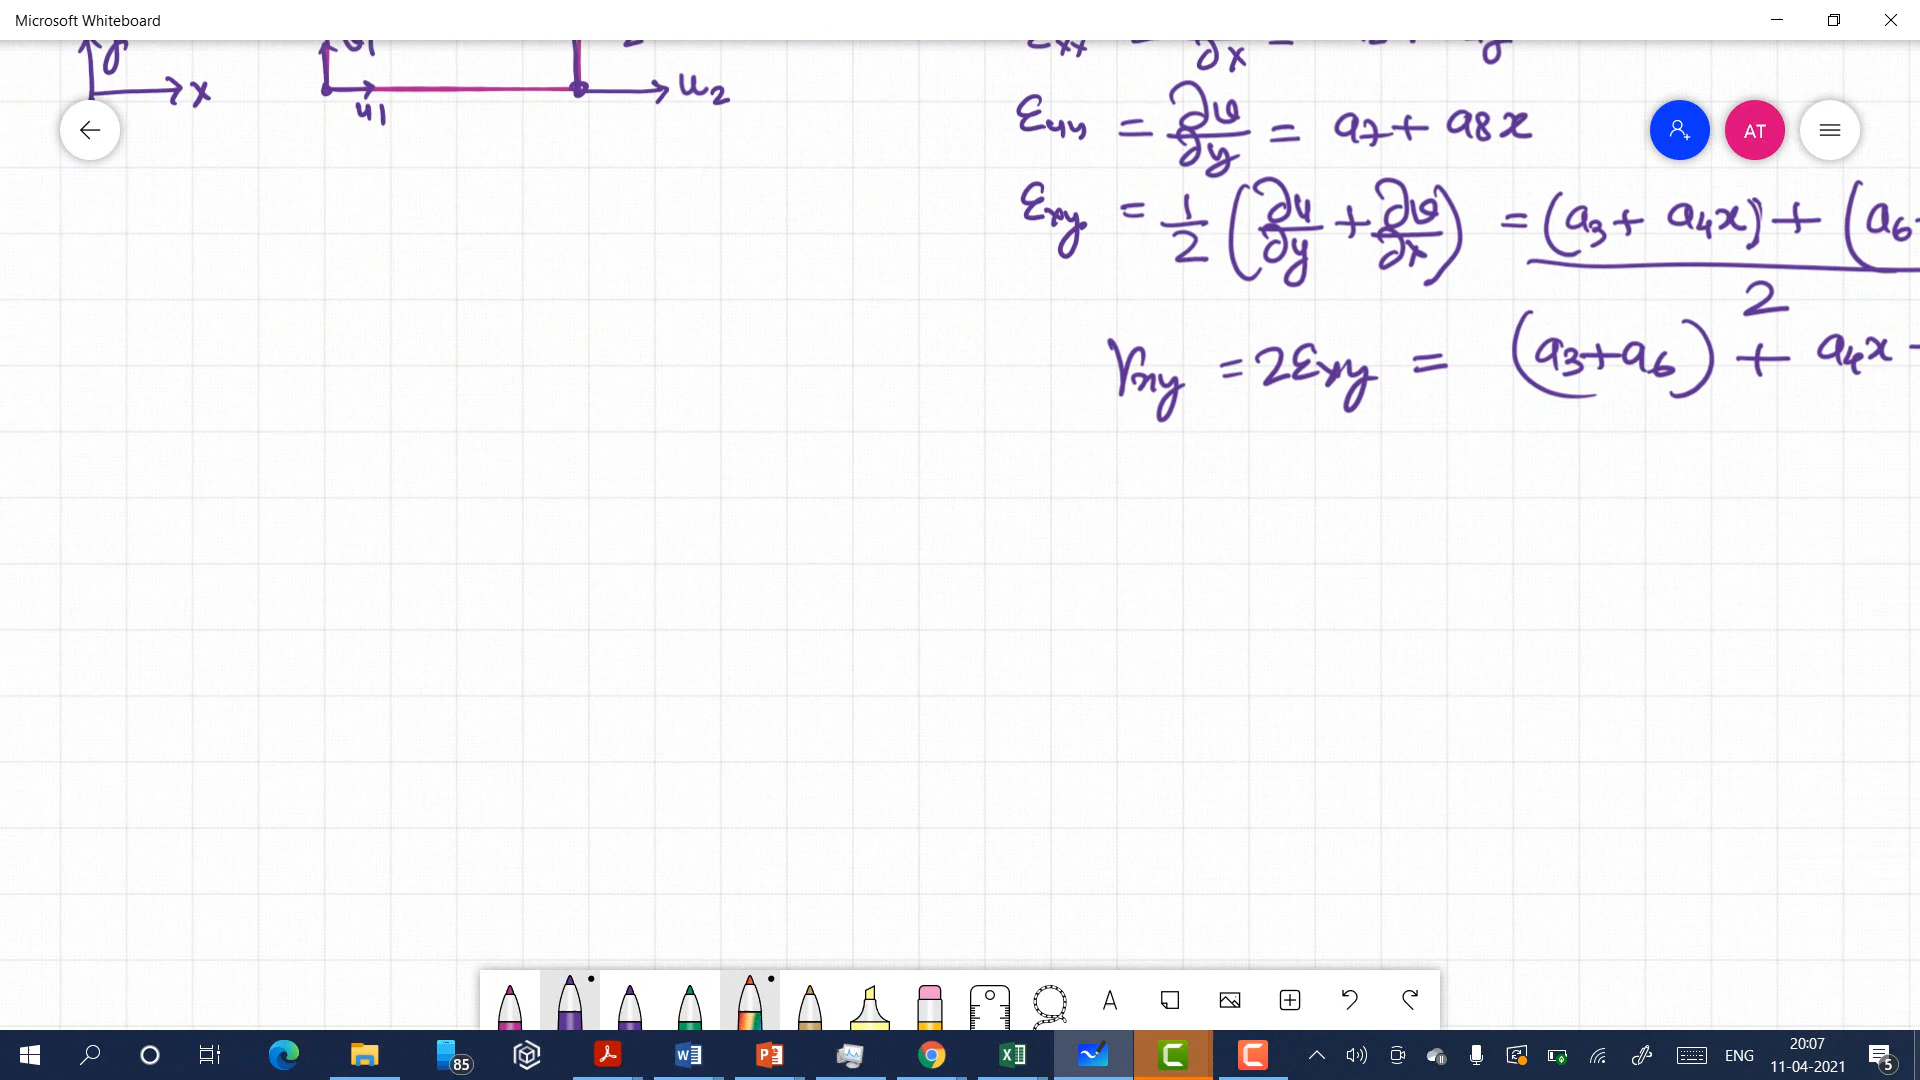 Microsoft Whiteboard
y
x
u1
u2
εxx = ∂x =
εyy = ∂v/∂y = a7 + a8x
AT
εxy = 1/2 (∂u/∂y + ∂v/∂x) = (a3 + a4x) + (a6
2
γxy = 2εxy = (a3+a6) + a4x
A
85
ENG
20:07
11-04-2021
5